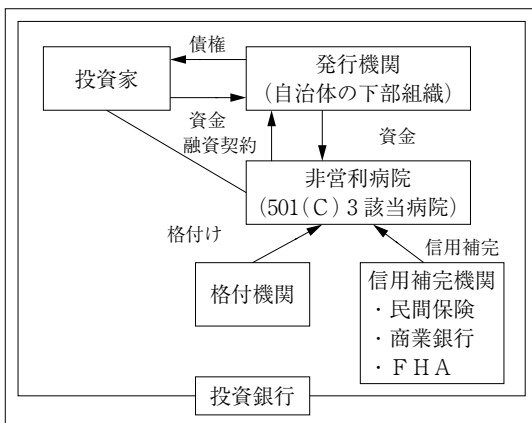 債権
投資家
発行機関
(自治体の下部組織)
資金
融資契約
資金
非営利病院
(501(C)3該当病院)
格付け
信用補完
格付機関
信用補完機関
・民間保険
・商業銀行
・FHA
投資銀行